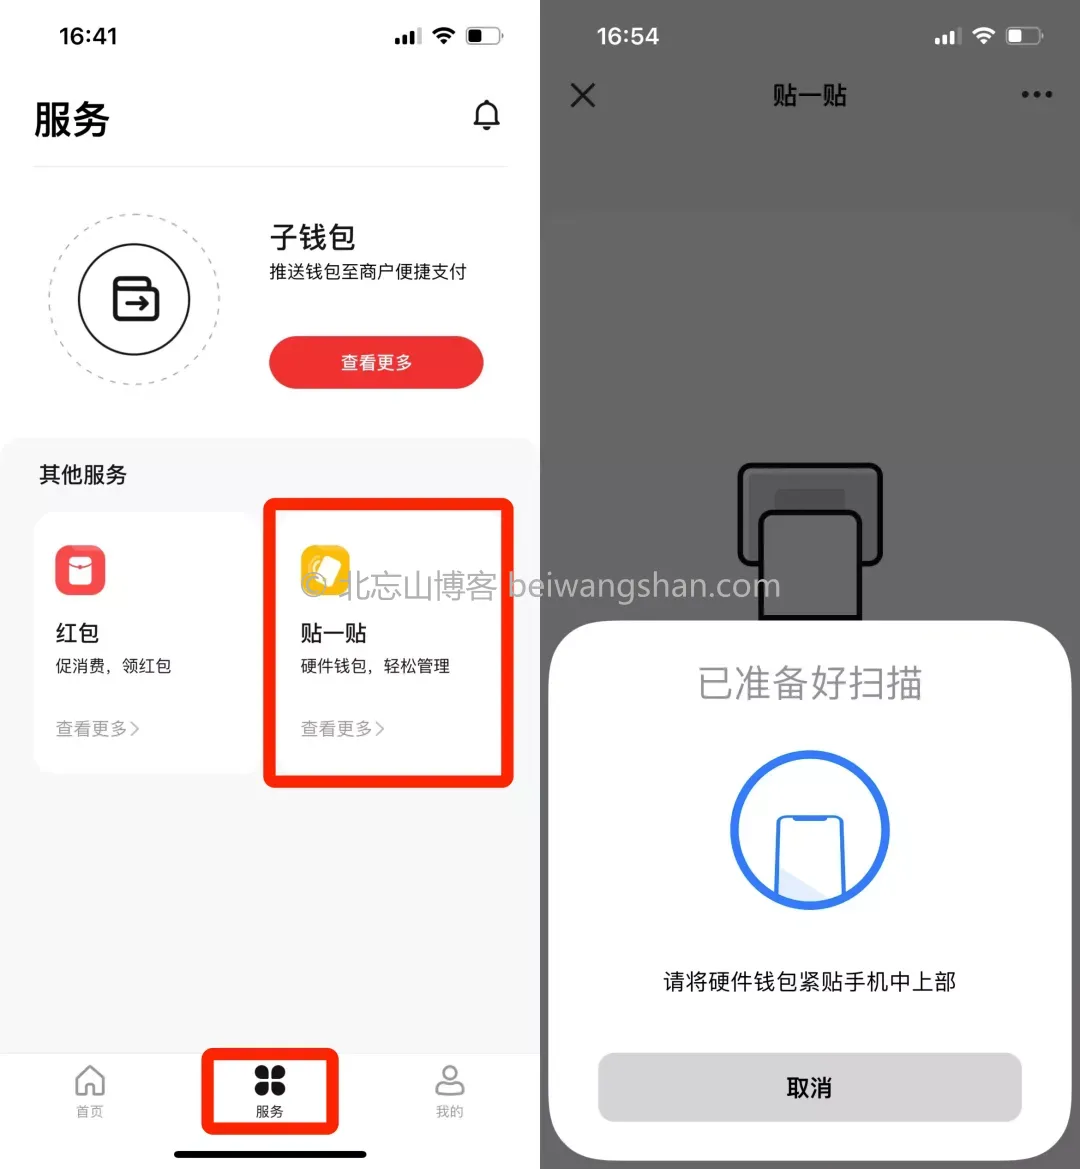 16:41
服务
子钱包
推送钱包至商户便捷支付
查看更多
其他服务
红包
促消费，领红包
查看更多
贴一贴
硬件钱包，轻松管理
查看更多
首页
服务
我的
16:54
贴一贴
© 北忘山博客 beiwangshan.com
已准备好扫描
请将硬件钱包紧贴手机中上部
取消